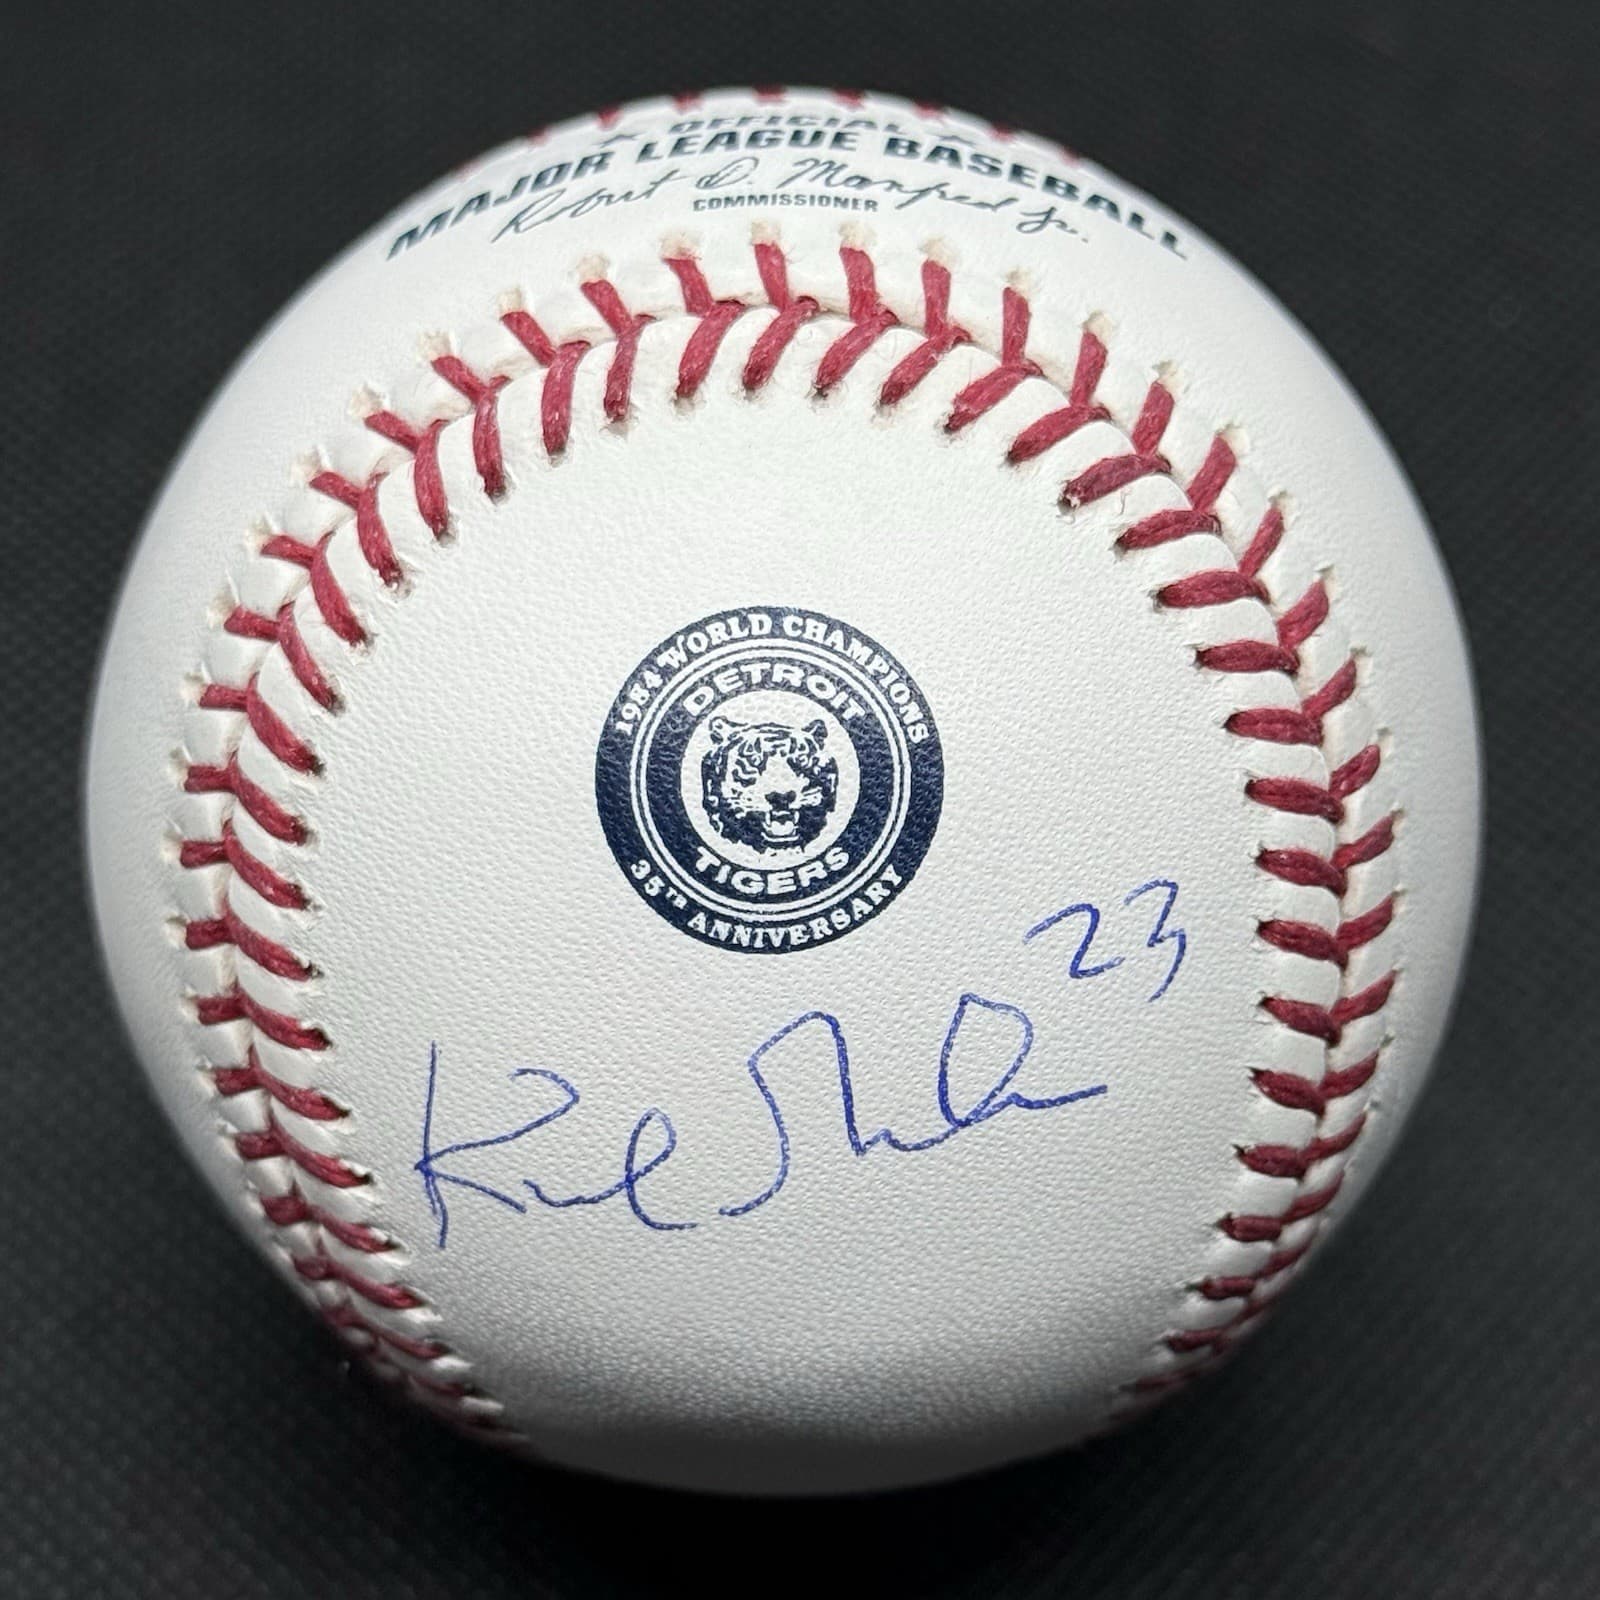 ★ OFFICIAL ★
MAJOR LEAGUE BASEBALL
Robert D. Manfred Jr.
COMMISSIONER
1984 WORLD CHAMPIONS
DETROIT
TIGERS
35TH ANNIVERSARY
23